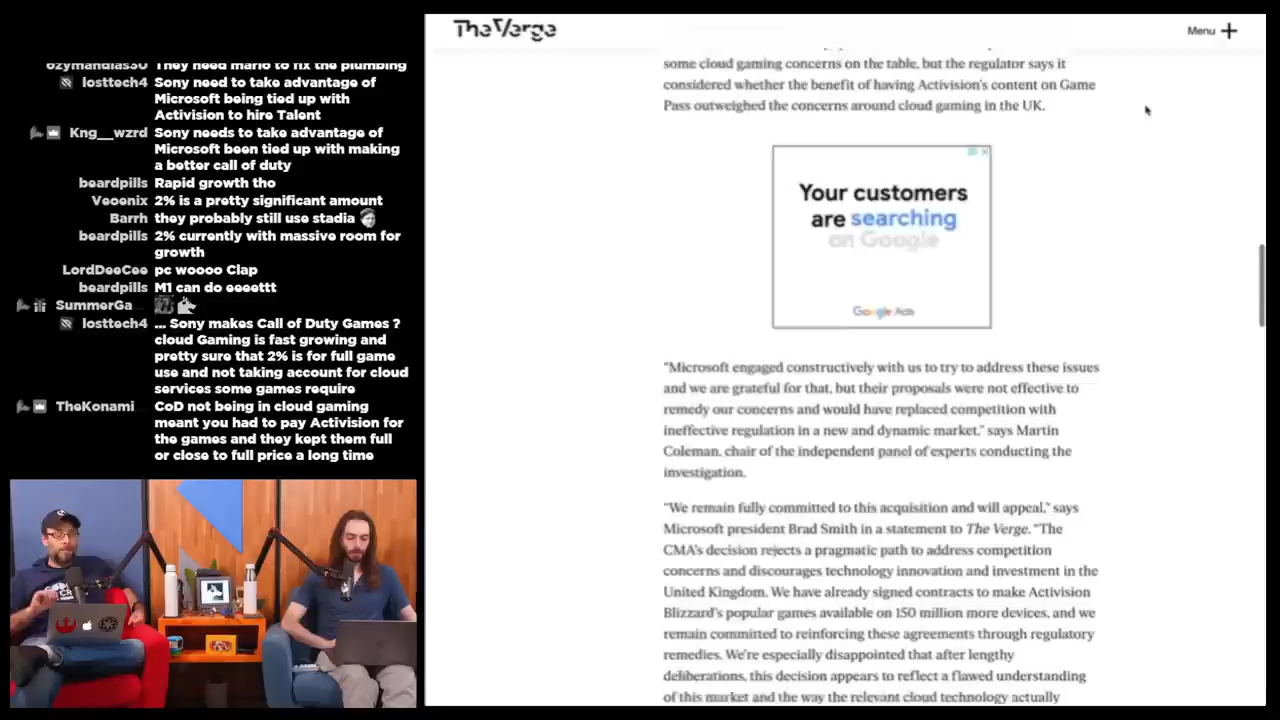 ozymandias30 They need mario to fix the plumbing
losttech4 Sony need to take advantage of
Microsoft being tied up with
Activision to hire Talent
Kng__wzrd Sony needs to take advantage of
Microsoft been tied up with making
a better call of duty
beardpills Rapid growth tho
Vecenix 2% is a pretty significant amount
Barrh they probably still use stadia
beardpills 2% currently with massive room for
growth
LordDeeCee pc woooo Clap
beardpills M1 can do eeeettt
SummerGa
losttech4 ... Sony makes Call of Duty Games ?
cloud Gaming is fast growing and
pretty sure that 2% is for full game
use and not taking account for cloud
services some games require
TheKonami CoD not being in cloud gaming
meant you had to pay Activision for
the games and they kept them full
or close to full price a long time
TheVerge
Menu
some cloud gaming concerns on the table, but the regulator says it
considered whether the benefit of having Activision's content on Game
Pass outweighed the concerns around cloud gaming in the UK.
Your customers
are searching
on Google
Google Ads
"Microsoft engaged constructively with us to try to address these issues
and we are grateful for that, but their proposals were not effective to
remedy our concerns and would have replaced competition with
ineffective regulation in a new and dynamic market," says Martin
Coleman, chair of the independent panel of experts conducting the
investigation.
"We remain fully committed to this acquisition and will appeal," says
Microsoft president Brad Smith in a statement to The Verge. "The
CMA's decision rejects a pragmatic path to address competition
concerns and discourages technology innovation and investment in the
United Kingdom. We have already signed contracts to make Activision
Blizzard's popular games available on 150 million more devices, and we
remain committed to reinforcing these agreements through regulatory
remedies. We're especially disappointed that after lengthy
deliberations, this decision appears to reflect a flawed understanding
of this market and the way the relevant cloud technology actually